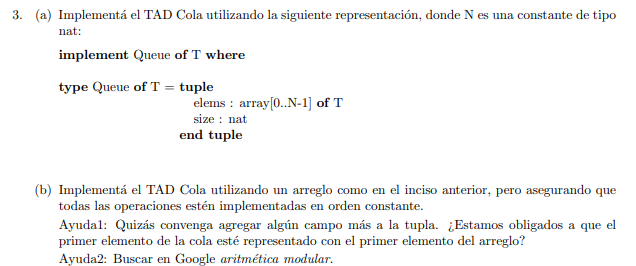 3. (a) Implementá el TAD Cola utilizando la siguiente representación, donde N es una constante de tipo
nat:
implement Queue of T where
type Queue of T = tuple
elems : array[0..N-1] of T
size : nat
end tuple
(b) Implementá el TAD Cola utilizando un arreglo como en el inciso anterior, pero asegurando que
todas las operaciones estén implementadas en orden constante.
Ayuda1: Quizás convenga agregar algún campo más a la tupla. ¿Estamos obligados a que el
primer elemento de la cola esté representado con el primer elemento del arreglo?
Ayuda2: Buscar en Google aritmética modular.